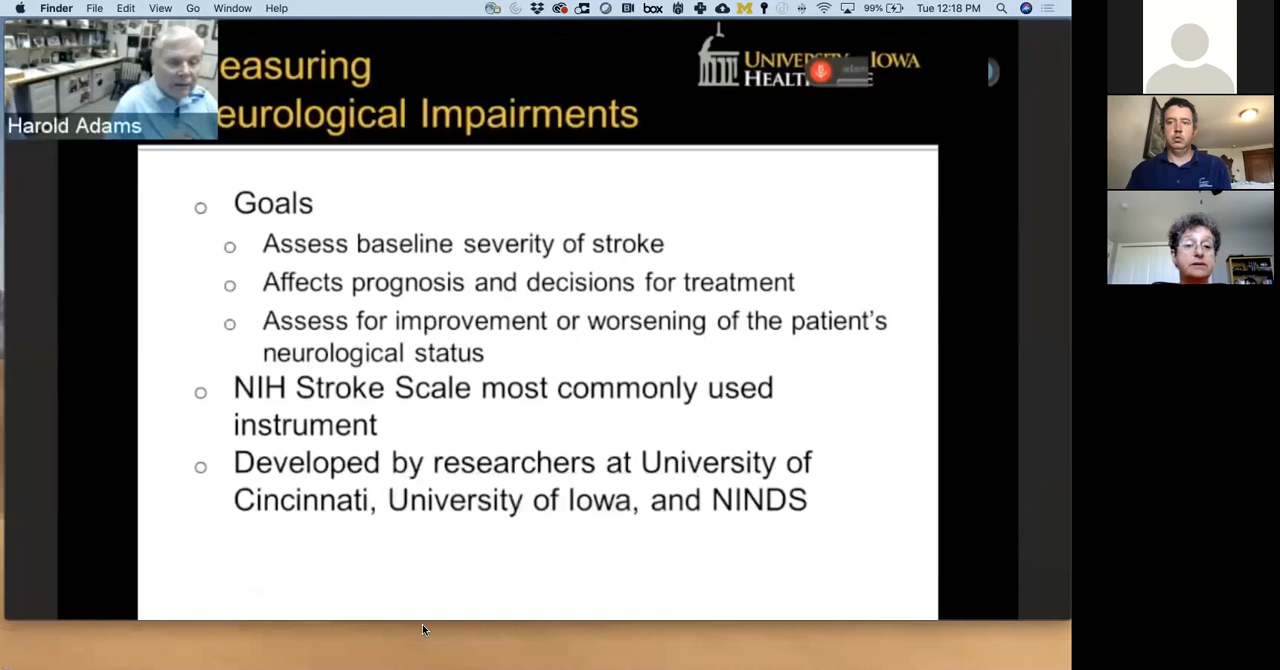 Finder File Edit View Go Window Help
box
99%
Tue 12:18 PM
easuring
eurological Impairments
IOWA
HEALT
Harold Adams
Goals
Assess baseline severity of stroke
Affects prognosis and decisions for treatment
Assess for improvement or worsening of the patient's
neurological status
NIH Stroke Scale most commonly used
instrument
Developed by researchers at University of
Cincinnati, University of Iowa, and NINDS